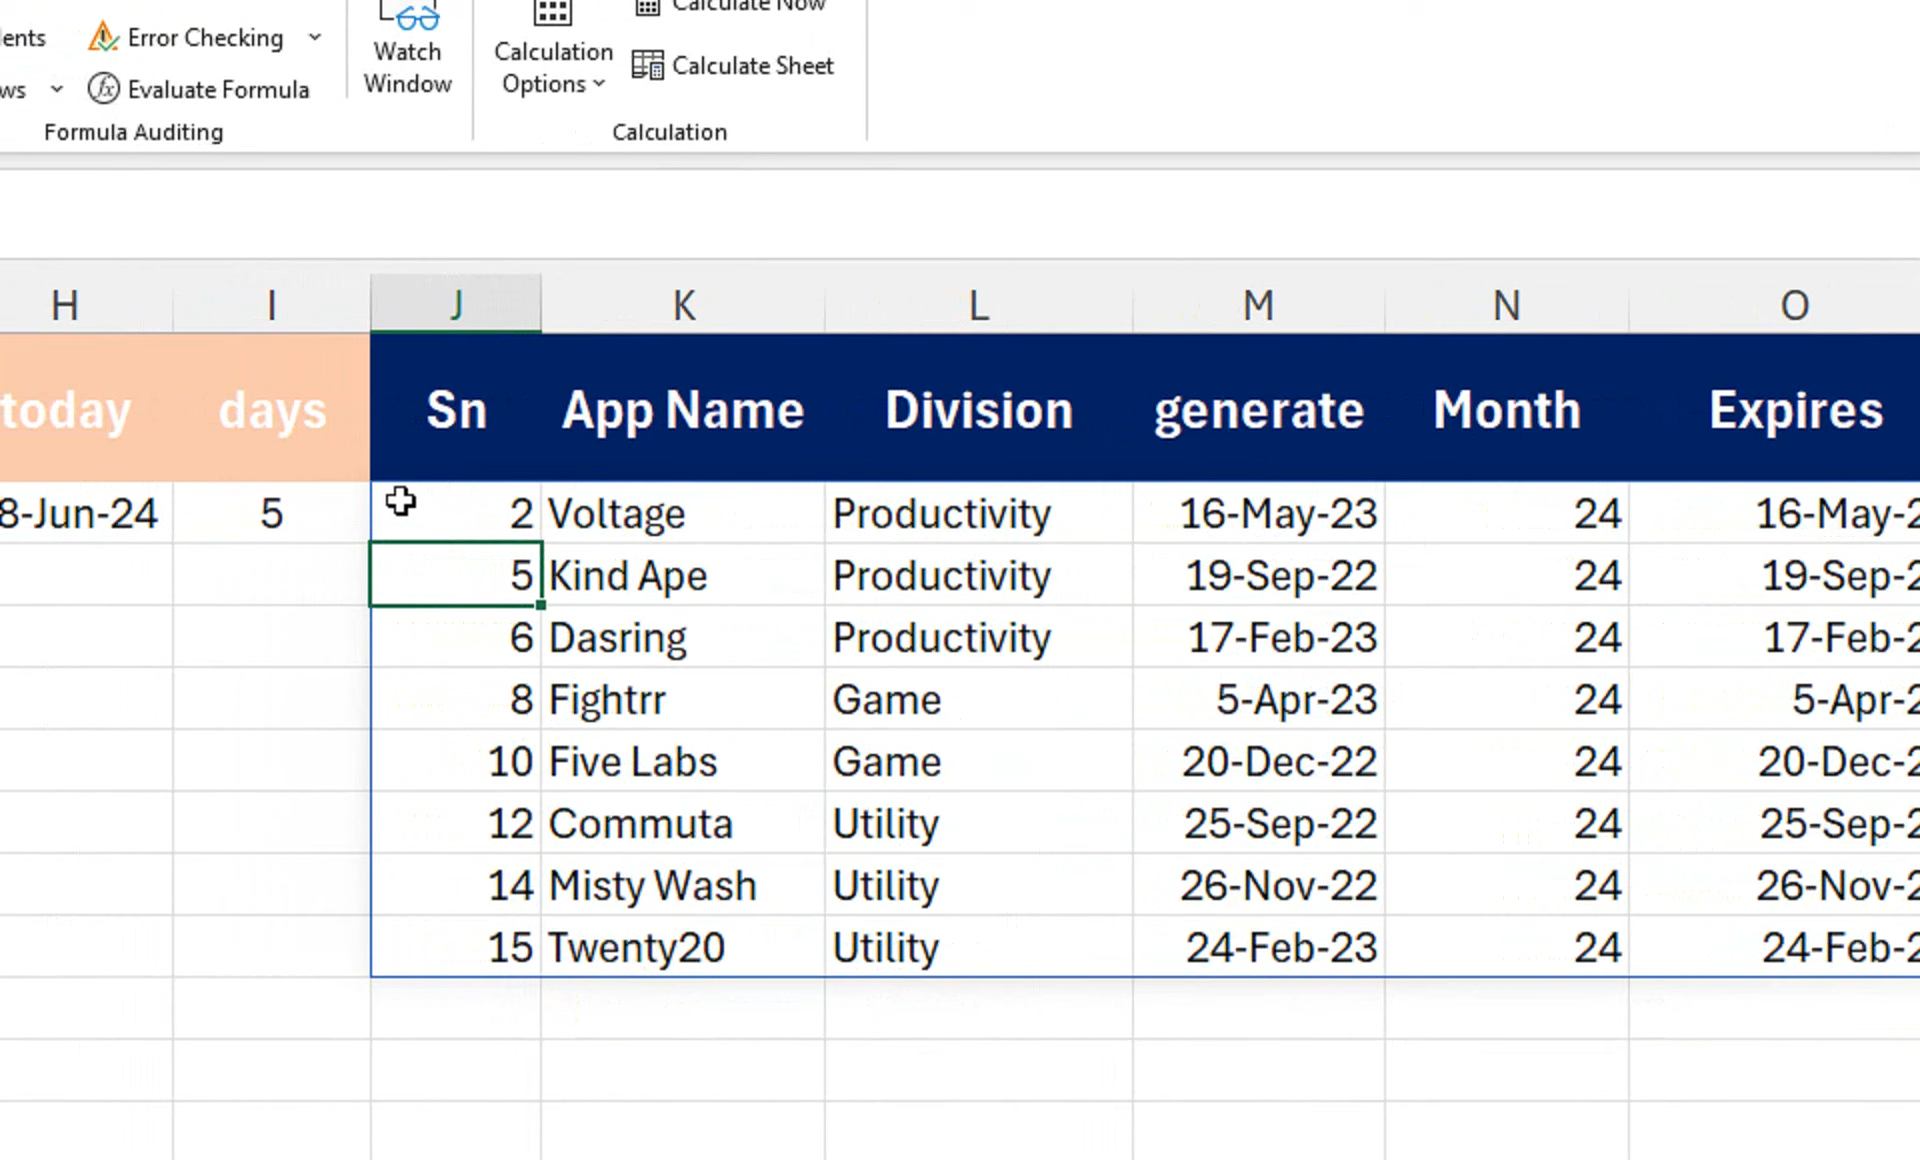 Error Checking
Evaluate Formula
Formula Auditing
Watch
Window
Calculation
Options
Calculate Now
Calculate Sheet
Calculation
H I J K L M N O
today days Sn App Name Division generate Month Expires
8-Jun-24 5 2 Voltage Productivity 16-May-23 24 16-May-2
5 Kind Ape Productivity 19-Sep-22 24 19-Sep-2
6 Dasring Productivity 17-Feb-23 24 17-Feb-2
8 Fightrr Game 5-Apr-23 24 5-Apr-2
10 Five Labs Game 20-Dec-22 24 20-Dec-2
12 Commuta Utility 25-Sep-22 24 25-Sep-2
14 Misty Wash Utility 26-Nov-22 24 26-Nov-2
15 Twenty20 Utility 24-Feb-23 24 24-Feb-2